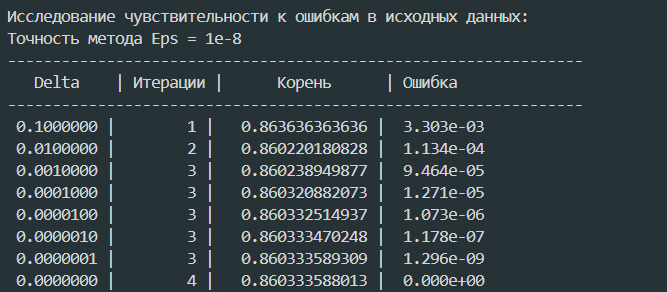 Исследование чувствительности к ошибкам в исходных данных:
Точность метода Eps = 1e-8
----------------------------------------------------------------
Delta | Итерации | Корень | Ошибка
----------------------------------------------------------------
0.1000000 | 1 | 0.863636363636 | 3.303e-03
0.0100000 | 2 | 0.860220180828 | 1.134e-04
0.0010000 | 3 | 0.860238949877 | 9.464e-05
0.0001000 | 3 | 0.860320882073 | 1.271e-05
0.0000100 | 3 | 0.860332514937 | 1.073e-06
0.0000010 | 3 | 0.860333470248 | 1.178e-07
0.0000001 | 3 | 0.860333589309 | 1.296e-09
0.0000000 | 4 | 0.860333588013 | 0.000e+00